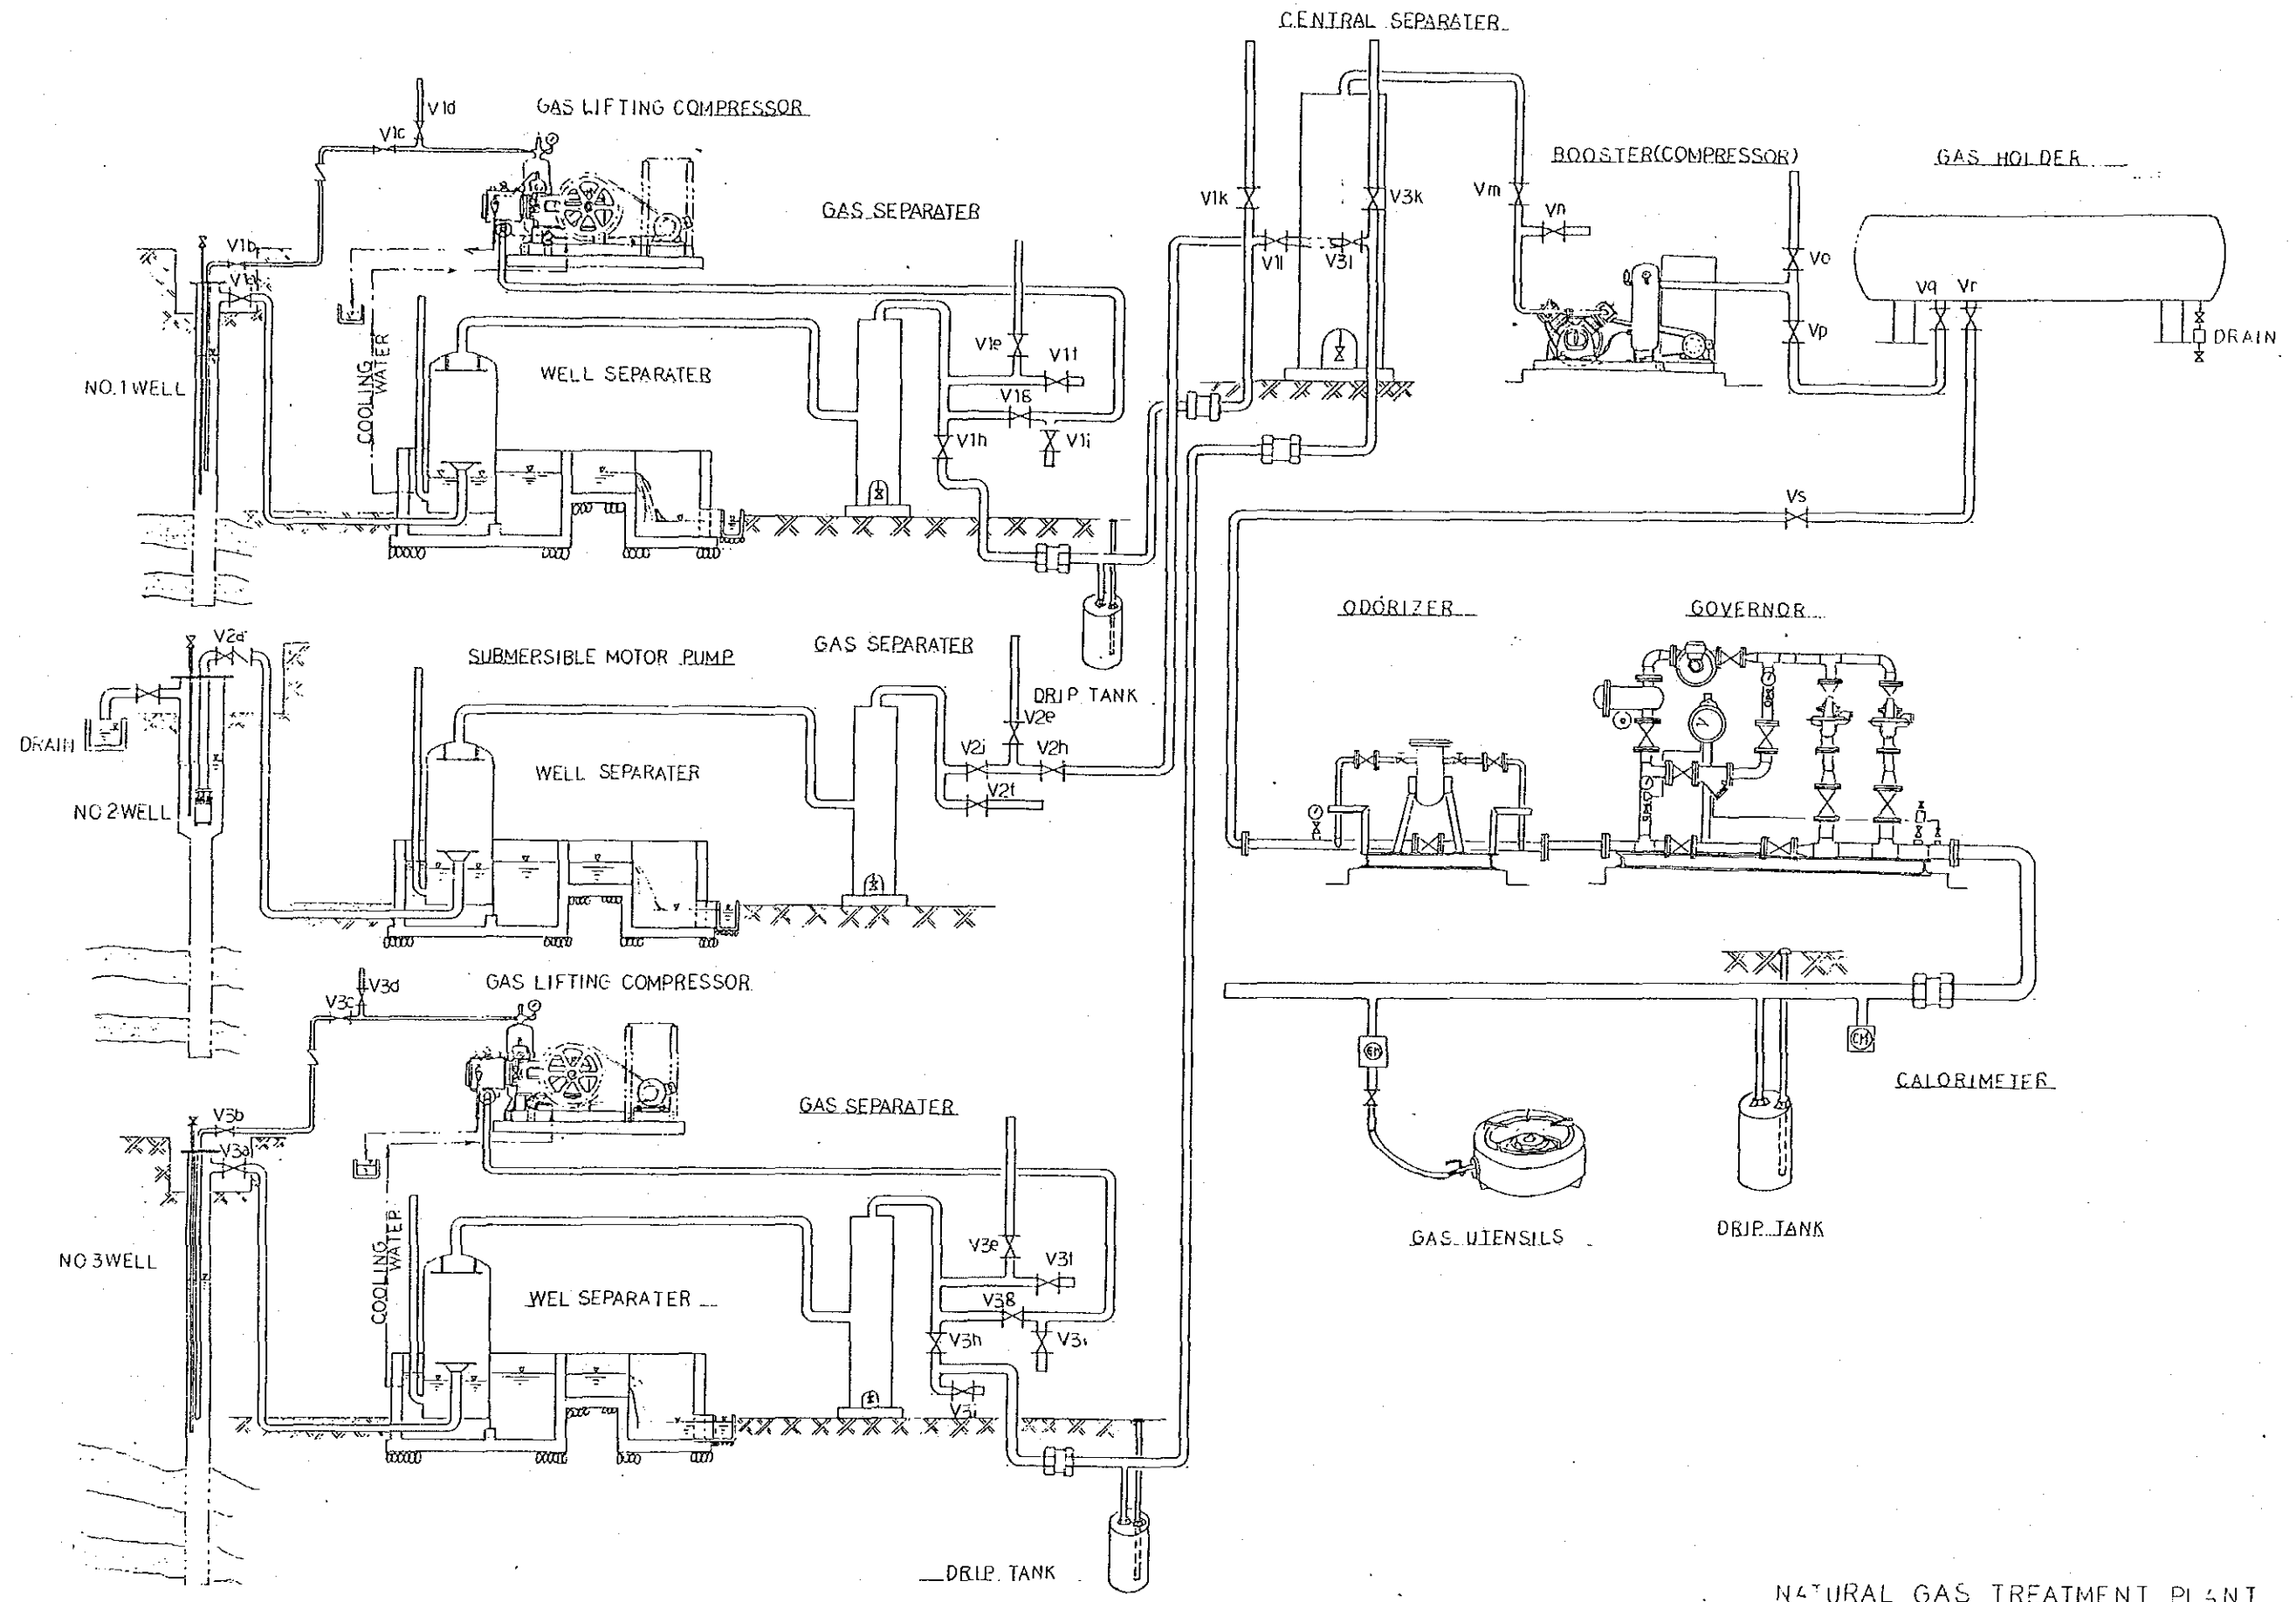 CENTRAL SEPARATER
GAS LIFTING COMPRESSOR
V1d
V1c
BOOSTER(COMPRESSOR)
GAS HOLDER
GAS SEPARATER
V1k
V3k
Vm
Vn
V1b
V1l
V3l
Vo
Vq
Vr
Vp
DRAIN
COOLING
WATER
WELL SEPARATER
V1e
V1f
V1g
V1h
V1i
NO.1 WELL
Vs
ODORIZER
GOVERNOR
V2a
SUBMERSIBLE MOTOR PUMP
GAS SEPARATER
DRIP TANK
V2e
V2i
V2h
V2f
WELL SEPARATER
DRAIN
NO 2 WELL
GAS LIFTING COMPRESSOR
V3d
V3c
CM
CALORIMETER
V3b
V3a
GAS SEPARATER
NO 3 WELL
COOLING
WATER
WEL SEPARATER
V3e
V3f
V38
V3h
V3i
GAS UTENSILS
DRIP TANK
DRIP TANK
NATURAL GAS TREATMENT PLANT